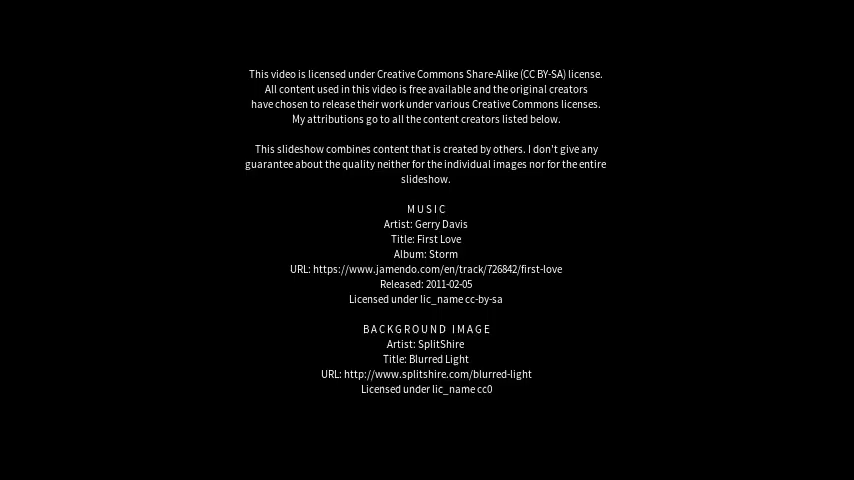 This video is licensed under Creative Commons Share-Alike (CC BY-SA) license.
All content used in this video is free available and the original creators
have chosen to release their work under various Creative Commons licenses.
My attributions go to all the content creators listed below.
This slideshow combines content that is created by others. I don't give any
guarantee about the quality neither for the individual images nor for the entire
slideshow.
MUSIC
Artist: Gerry Davis
Title: First Love
Album: Storm
URL: https://www.jamendo.com/en/track/726842/first-love
Released: 2011-02-05
Licensed under lic_name cc-by-sa
BACKGROUND IMAGE
Artist: SplitShire
Title: Blurred Light
URL: http://www.splitshire.com/blurred-light
Licensed under lic_name cc0